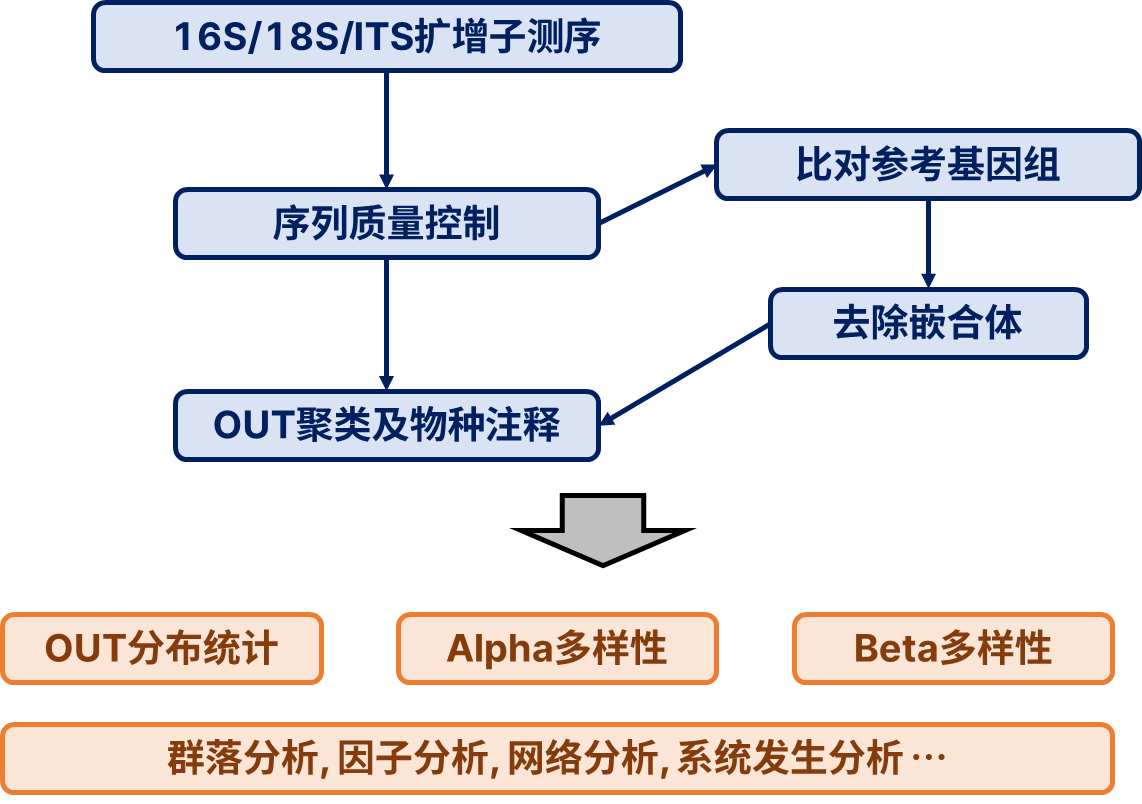 16S/18S/ITS扩增子测序
比对参考基因组
序列质量控制
去除嵌合体
OUT聚类及物种注释
OUT分布统计
Alpha多样性
Beta多样性
群落分析, 因子分析, 网络分析, 系统发生分析 ···